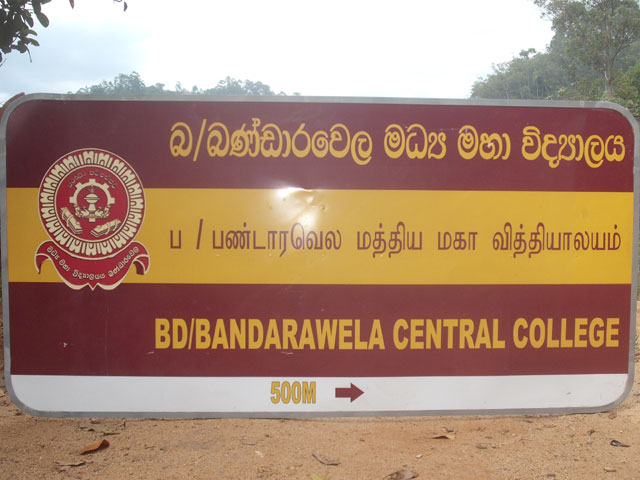 බ/බණ්ඩාරවෙල මධ්‍ය මහා විද්‍යාලය
ப / பண்டாரவெல மத்திய மகா வித்தியாலயம்
BD/BANDARAWELA CENTRAL COLLEGE
500M